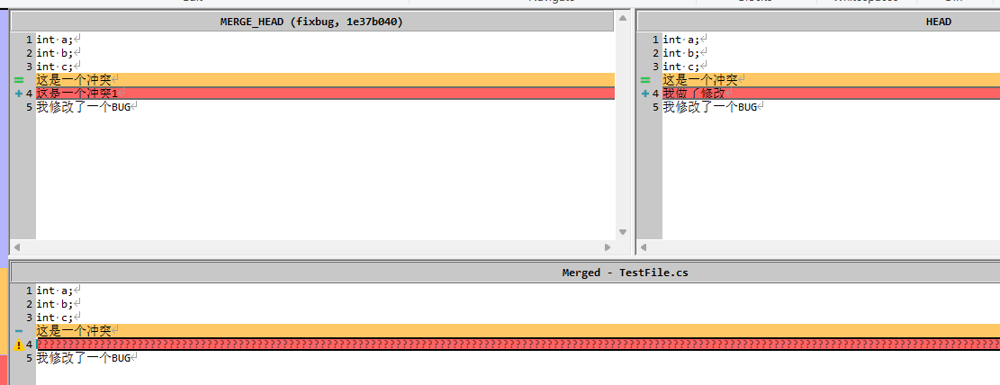 MERGE_HEAD (fixbug, 1e37b040)
1 int a;
2 int b;
3 int c;
这是一个冲突
4 这是一个冲突1
5 我修改了一个BUG
HEAD
1 int a;
2 int b;
3 int c;
这是一个冲突
4 我做了修改
5 我修改了一个BUG
Merged - TestFile.cs
1 int a;
2 int b;
3 int c;
这是一个冲突
4
5 我修改了一个BUG